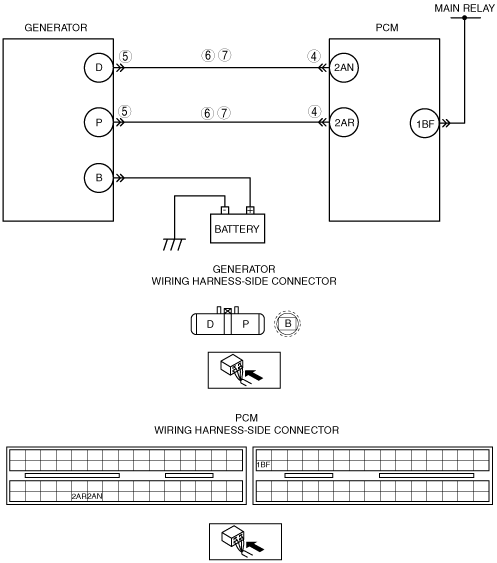 MAIN RELAY
GENERATOR PCM
D 5 6 7 4 2AN
P 5 6 7 4 2AR 1BF
B
- +
BATTERY
GENERATOR
WIRING HARNESS-SIDE CONNECTOR
D P B
PCM
WIRING HARNESS-SIDE CONNECTOR
1BF
2AR 2AN